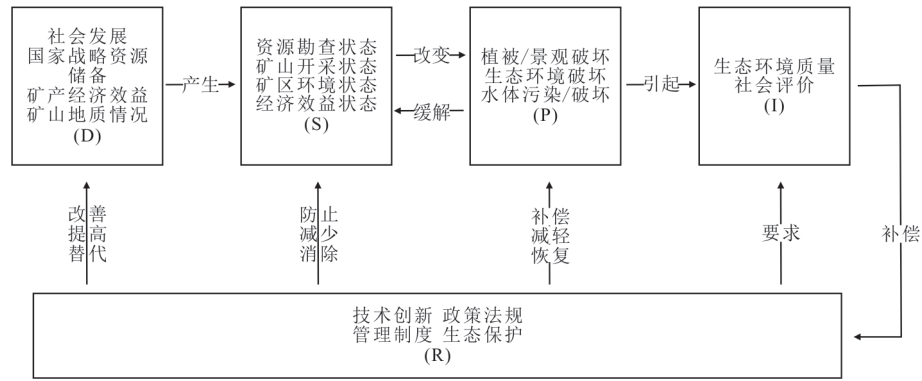 社会发展
国家战略资源
储备
矿产经济效益
矿山地质情况
(D)
产生
资源勘查状态
矿山开采状态
矿区环境状态
经济效益状态
(S)
改变
缓解
植被/景观破坏
生态环境破坏
水体污染/破坏
(P)
引起
生态环境质量
社会评价
(I)
改善
提高
替代
防止
减少
消除
补偿
减轻
恢复
要求
补偿
技术创新 政策法规
管理制度 生态保护
(R)